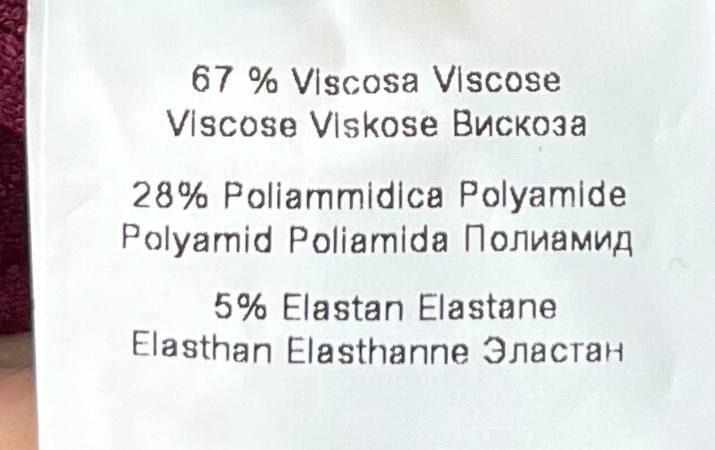 67 % Viscosa Viscose
Viscose Viskose Вискоза
28% Poliammidica Polyamide
Polyamid Poliamida Полиамид
5% Elastan Elastane
Elasthan Elasthanne Эластан